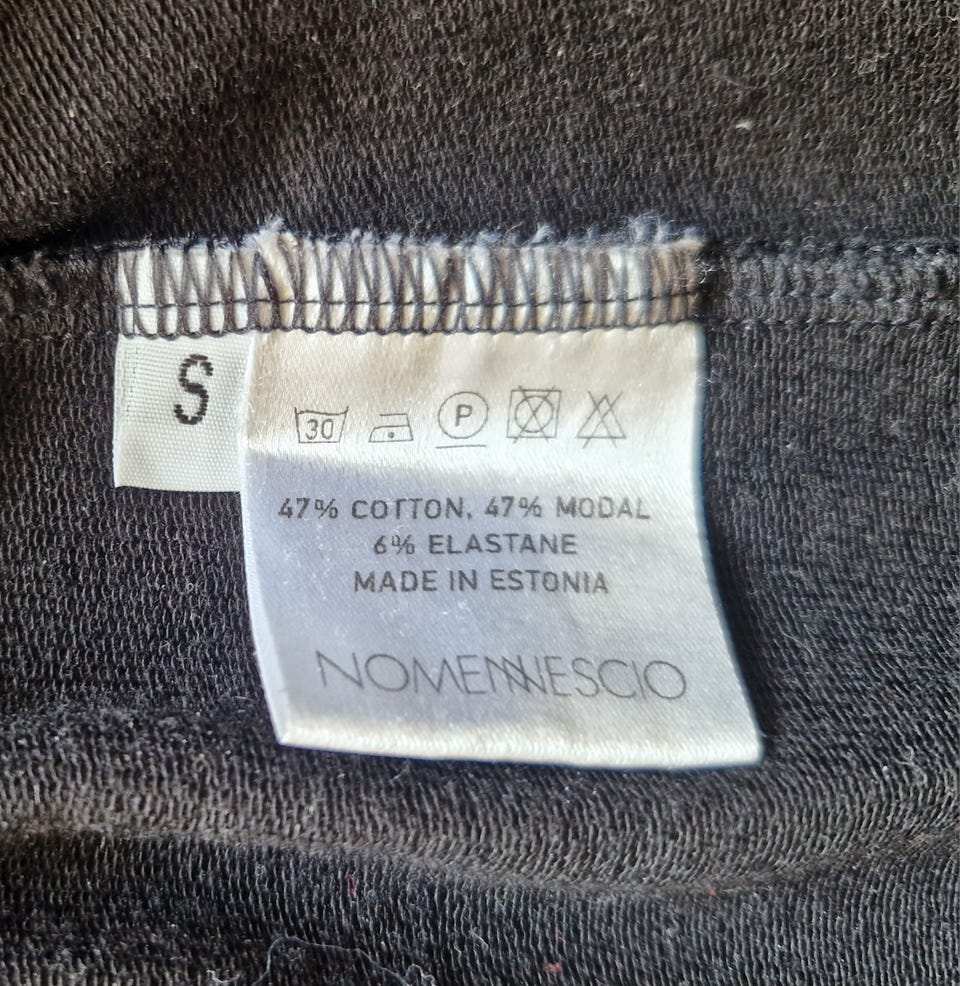 S
30 P
47% COTTON, 47% MODAL
6% ELASTANE
MADE IN ESTONIA
NOMENNESCIO